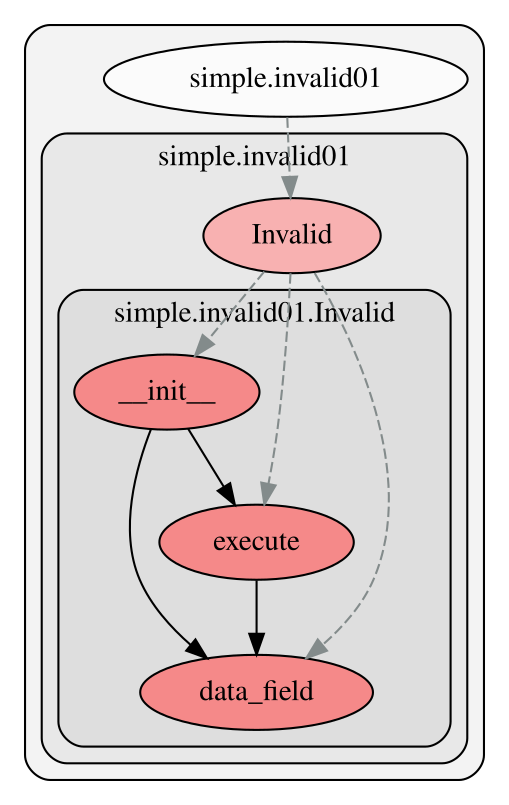 simple.invalid01
simple.invalid01
Invalid
simple.invalid01.Invalid
__init__
execute
data_field